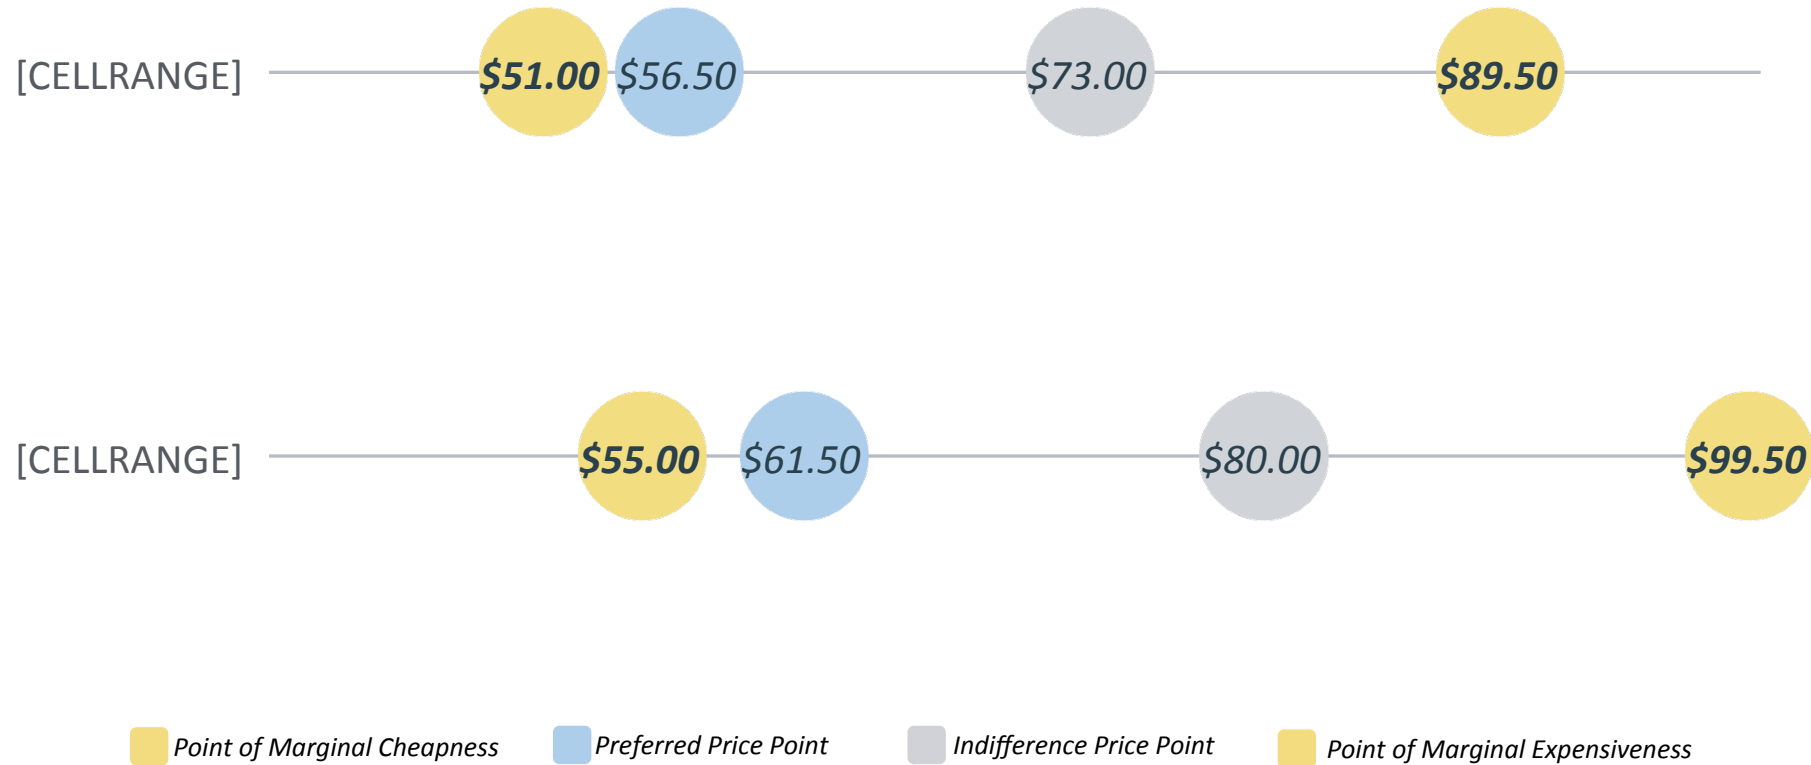 [CELLRANGE] $51.00 $56.50 $73.00 $89.50
[CELLRANGE] $55.00 $61.50 $80.00 $99.50
Point of Marginal Cheapness Preferred Price Point Indifference Price Point Point of Marginal Expensiveness